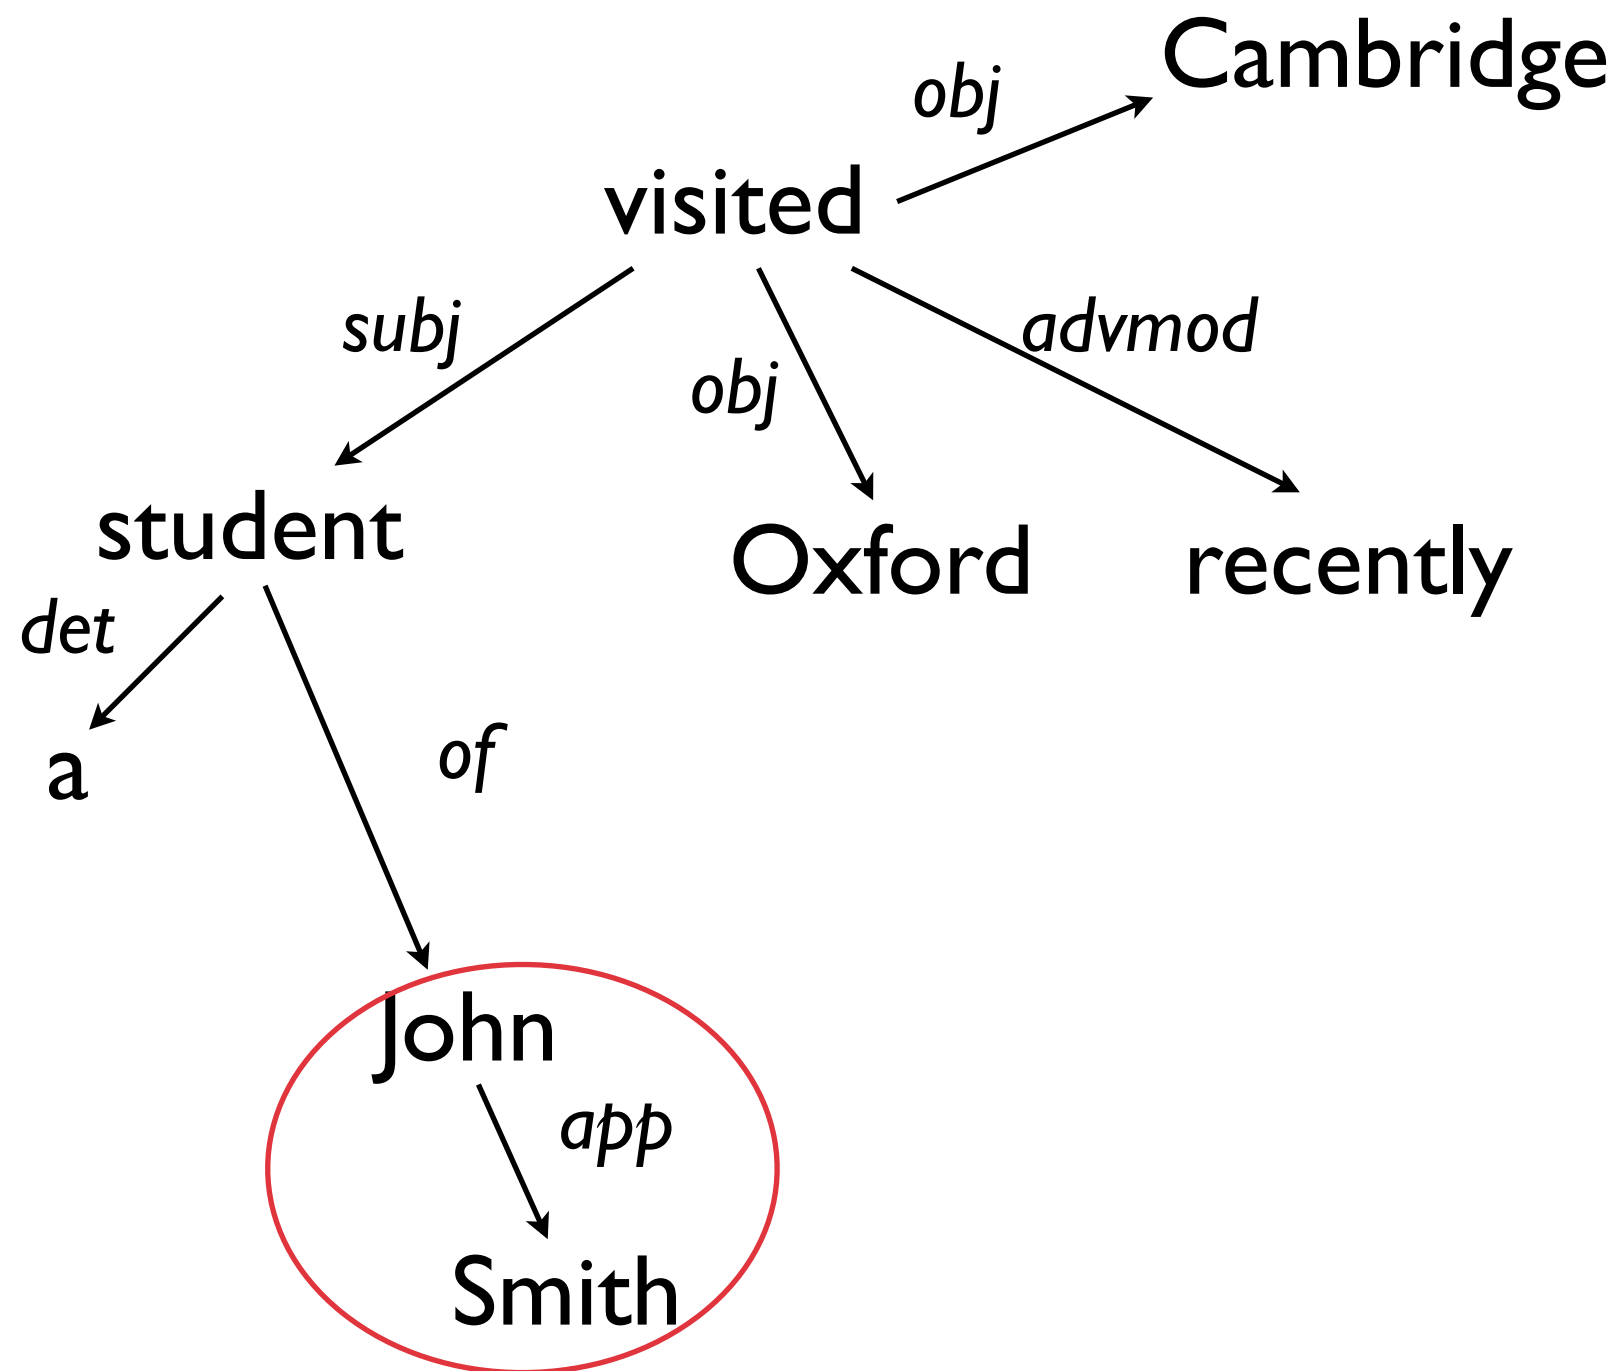 Cambridge
obj
visited
subj
advmod
obj
student
Oxford
recently
det
a
of
John
app
Smith